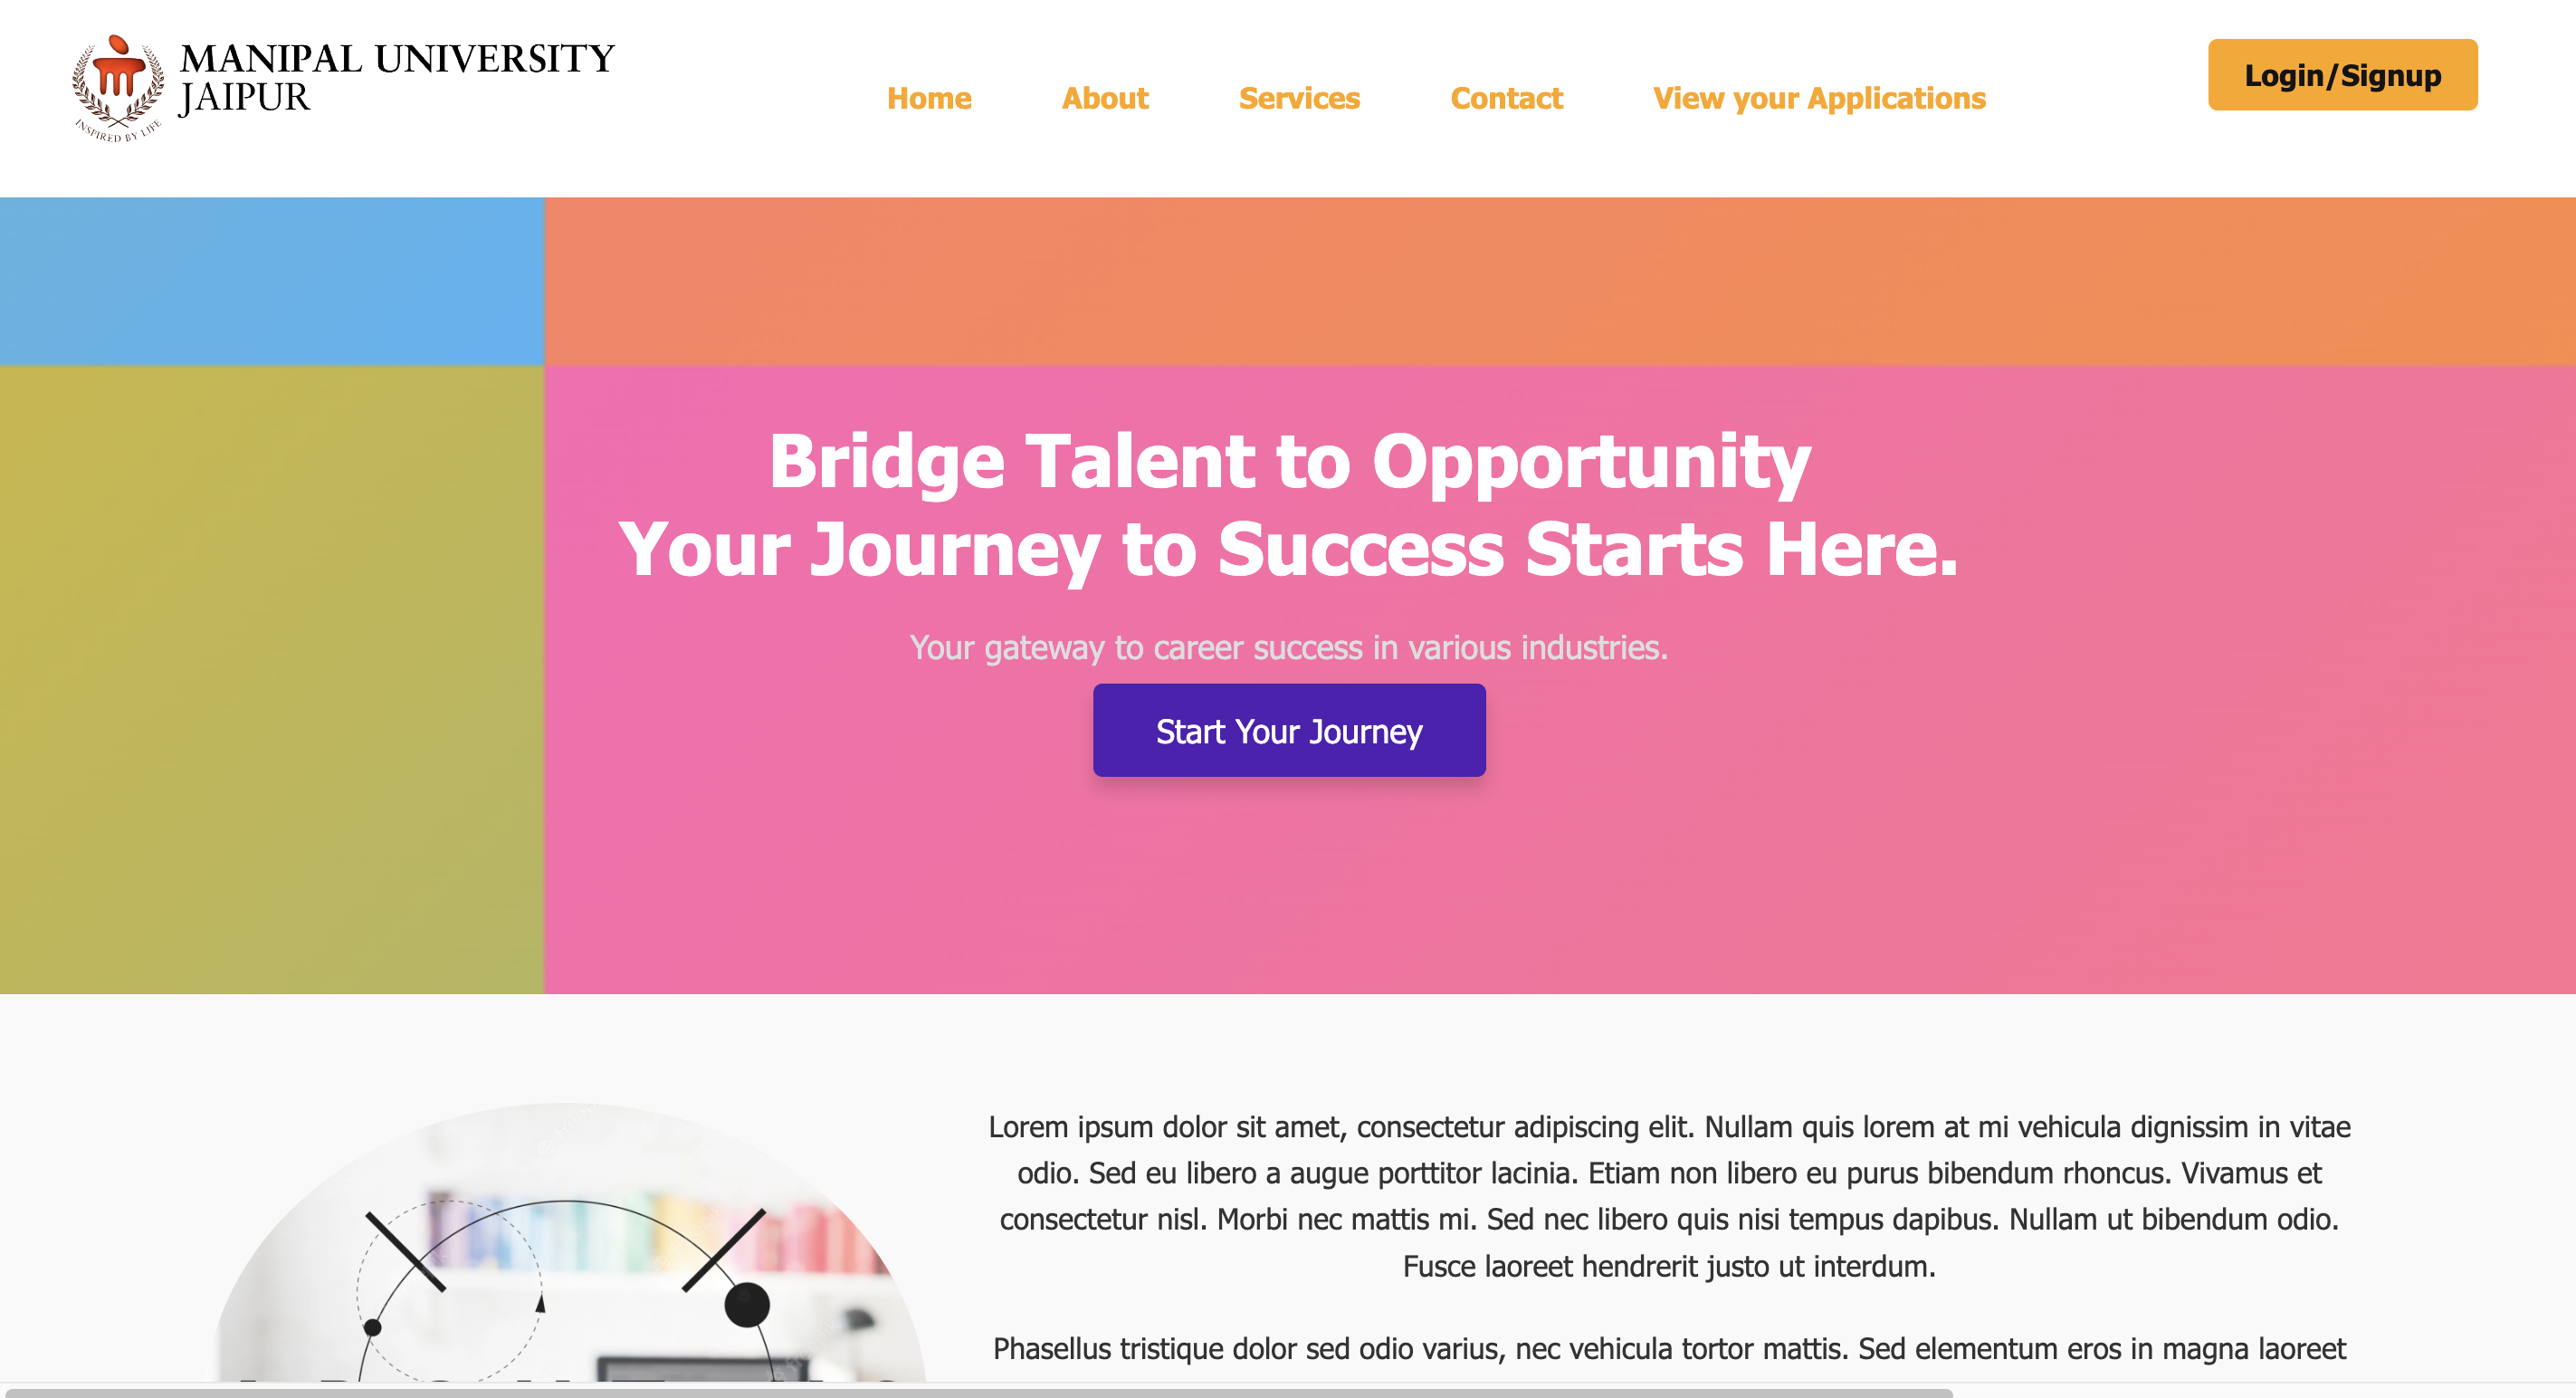 MANIPAL UNIVERSITY
JAIPUR
INSPIRED BY LIFE
Home About Services Contact View your Applications
Login/Signup
Bridge Talent to Opportunity
Your Journey to Success Starts Here.
Your gateway to career success in various industries.
Start Your Journey
Lorem ipsum dolor sit amet, consectetur adipiscing elit. Nullam quis lorem at mi vehicula dignissim in vitae
odio. Sed eu libero a augue porttitor lacinia. Etiam non libero eu purus bibendum rhoncus. Vivamus et
consectetur nisl. Morbi nec mattis mi. Sed nec libero quis nisi tempus dapibus. Nullam ut bibendum odio.
Fusce laoreet hendrerit justo ut interdum.
Phasellus tristique dolor sed odio varius, nec vehicula tortor mattis. Sed elementum eros in magna laoreet